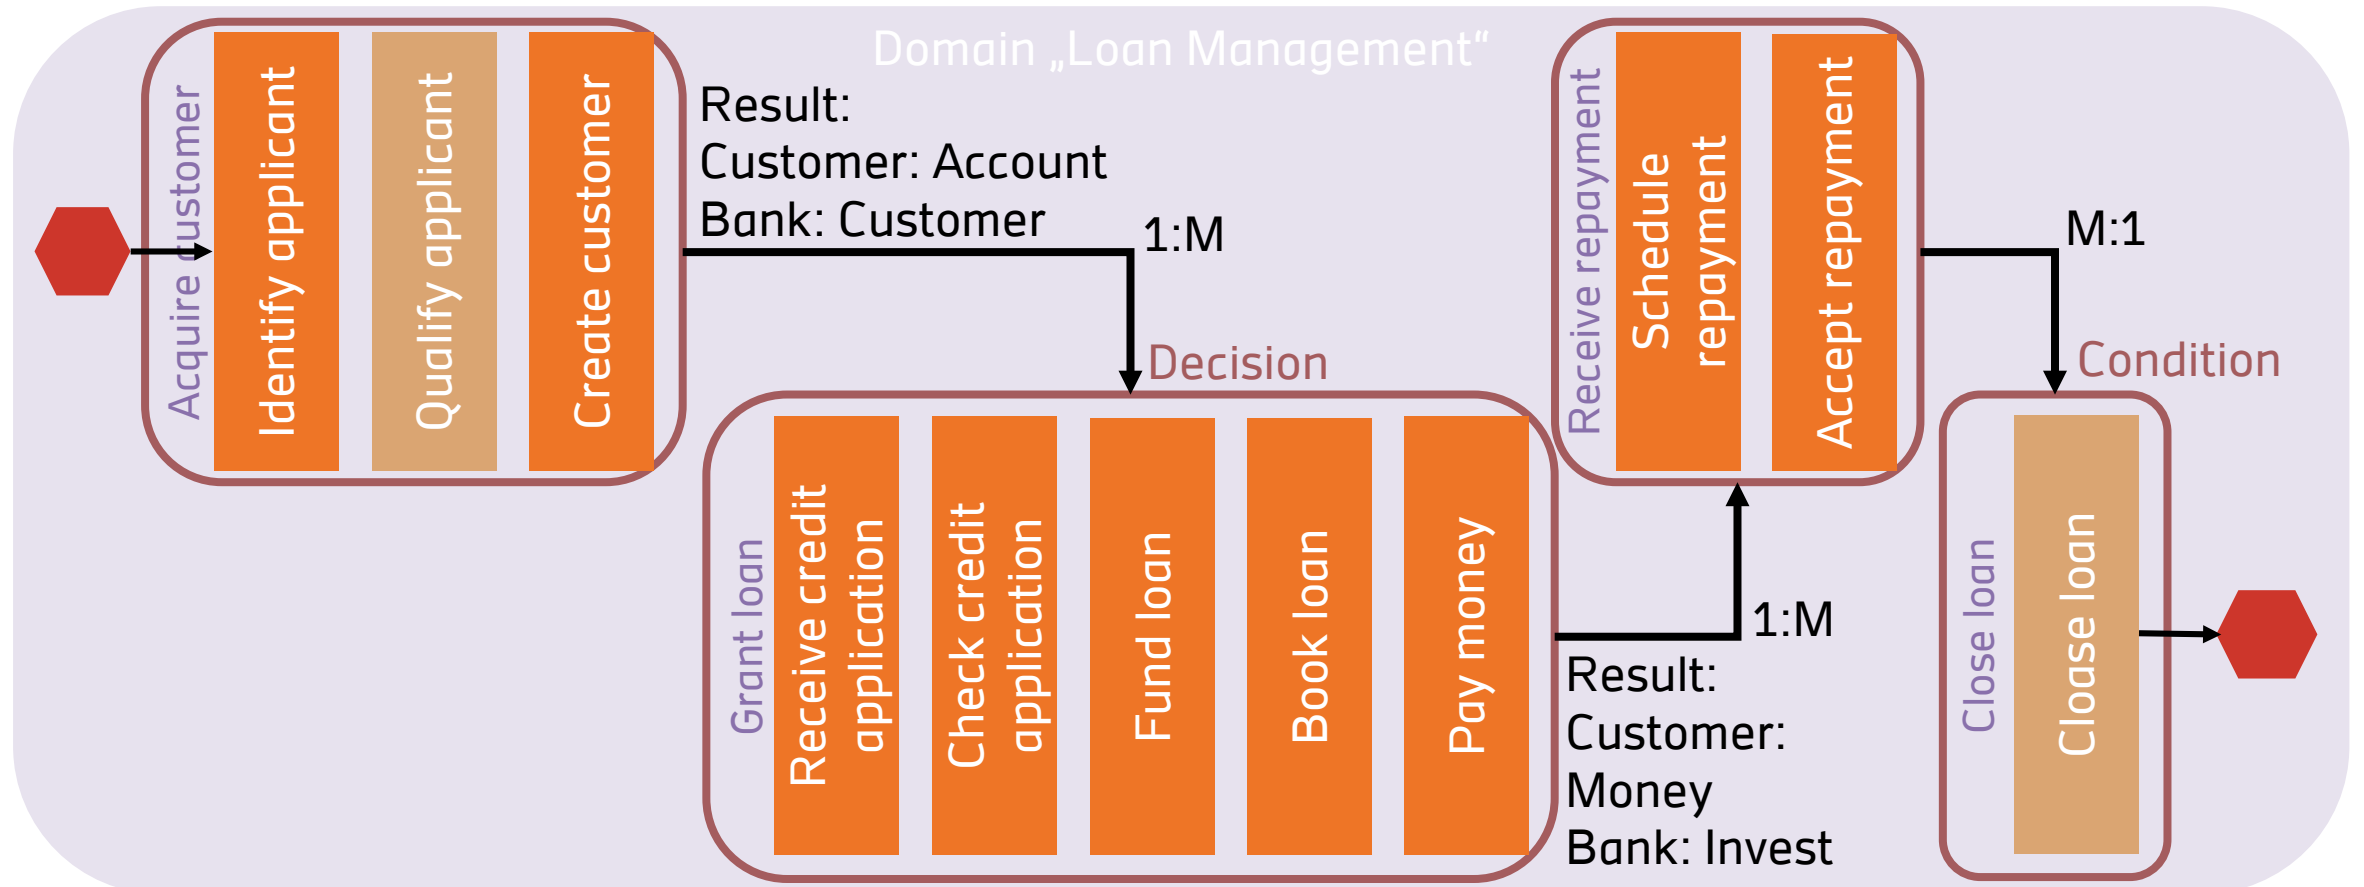 Domain „Loan Management“
Acquire customer
Identify applicant
Qualify applicant
Create customer
Result:
Customer: Account
Bank: Customer
1:M
Decision
Grant loan
Receive credit
application
Check credit
application
Fund loan
Book loan
Pay money
Result:
Customer:
Money
Bank: Invest
1:M
Receive repayment
Schedule
repayment
Accept repayment
M:1
Condition
Close loan
Cloase loan